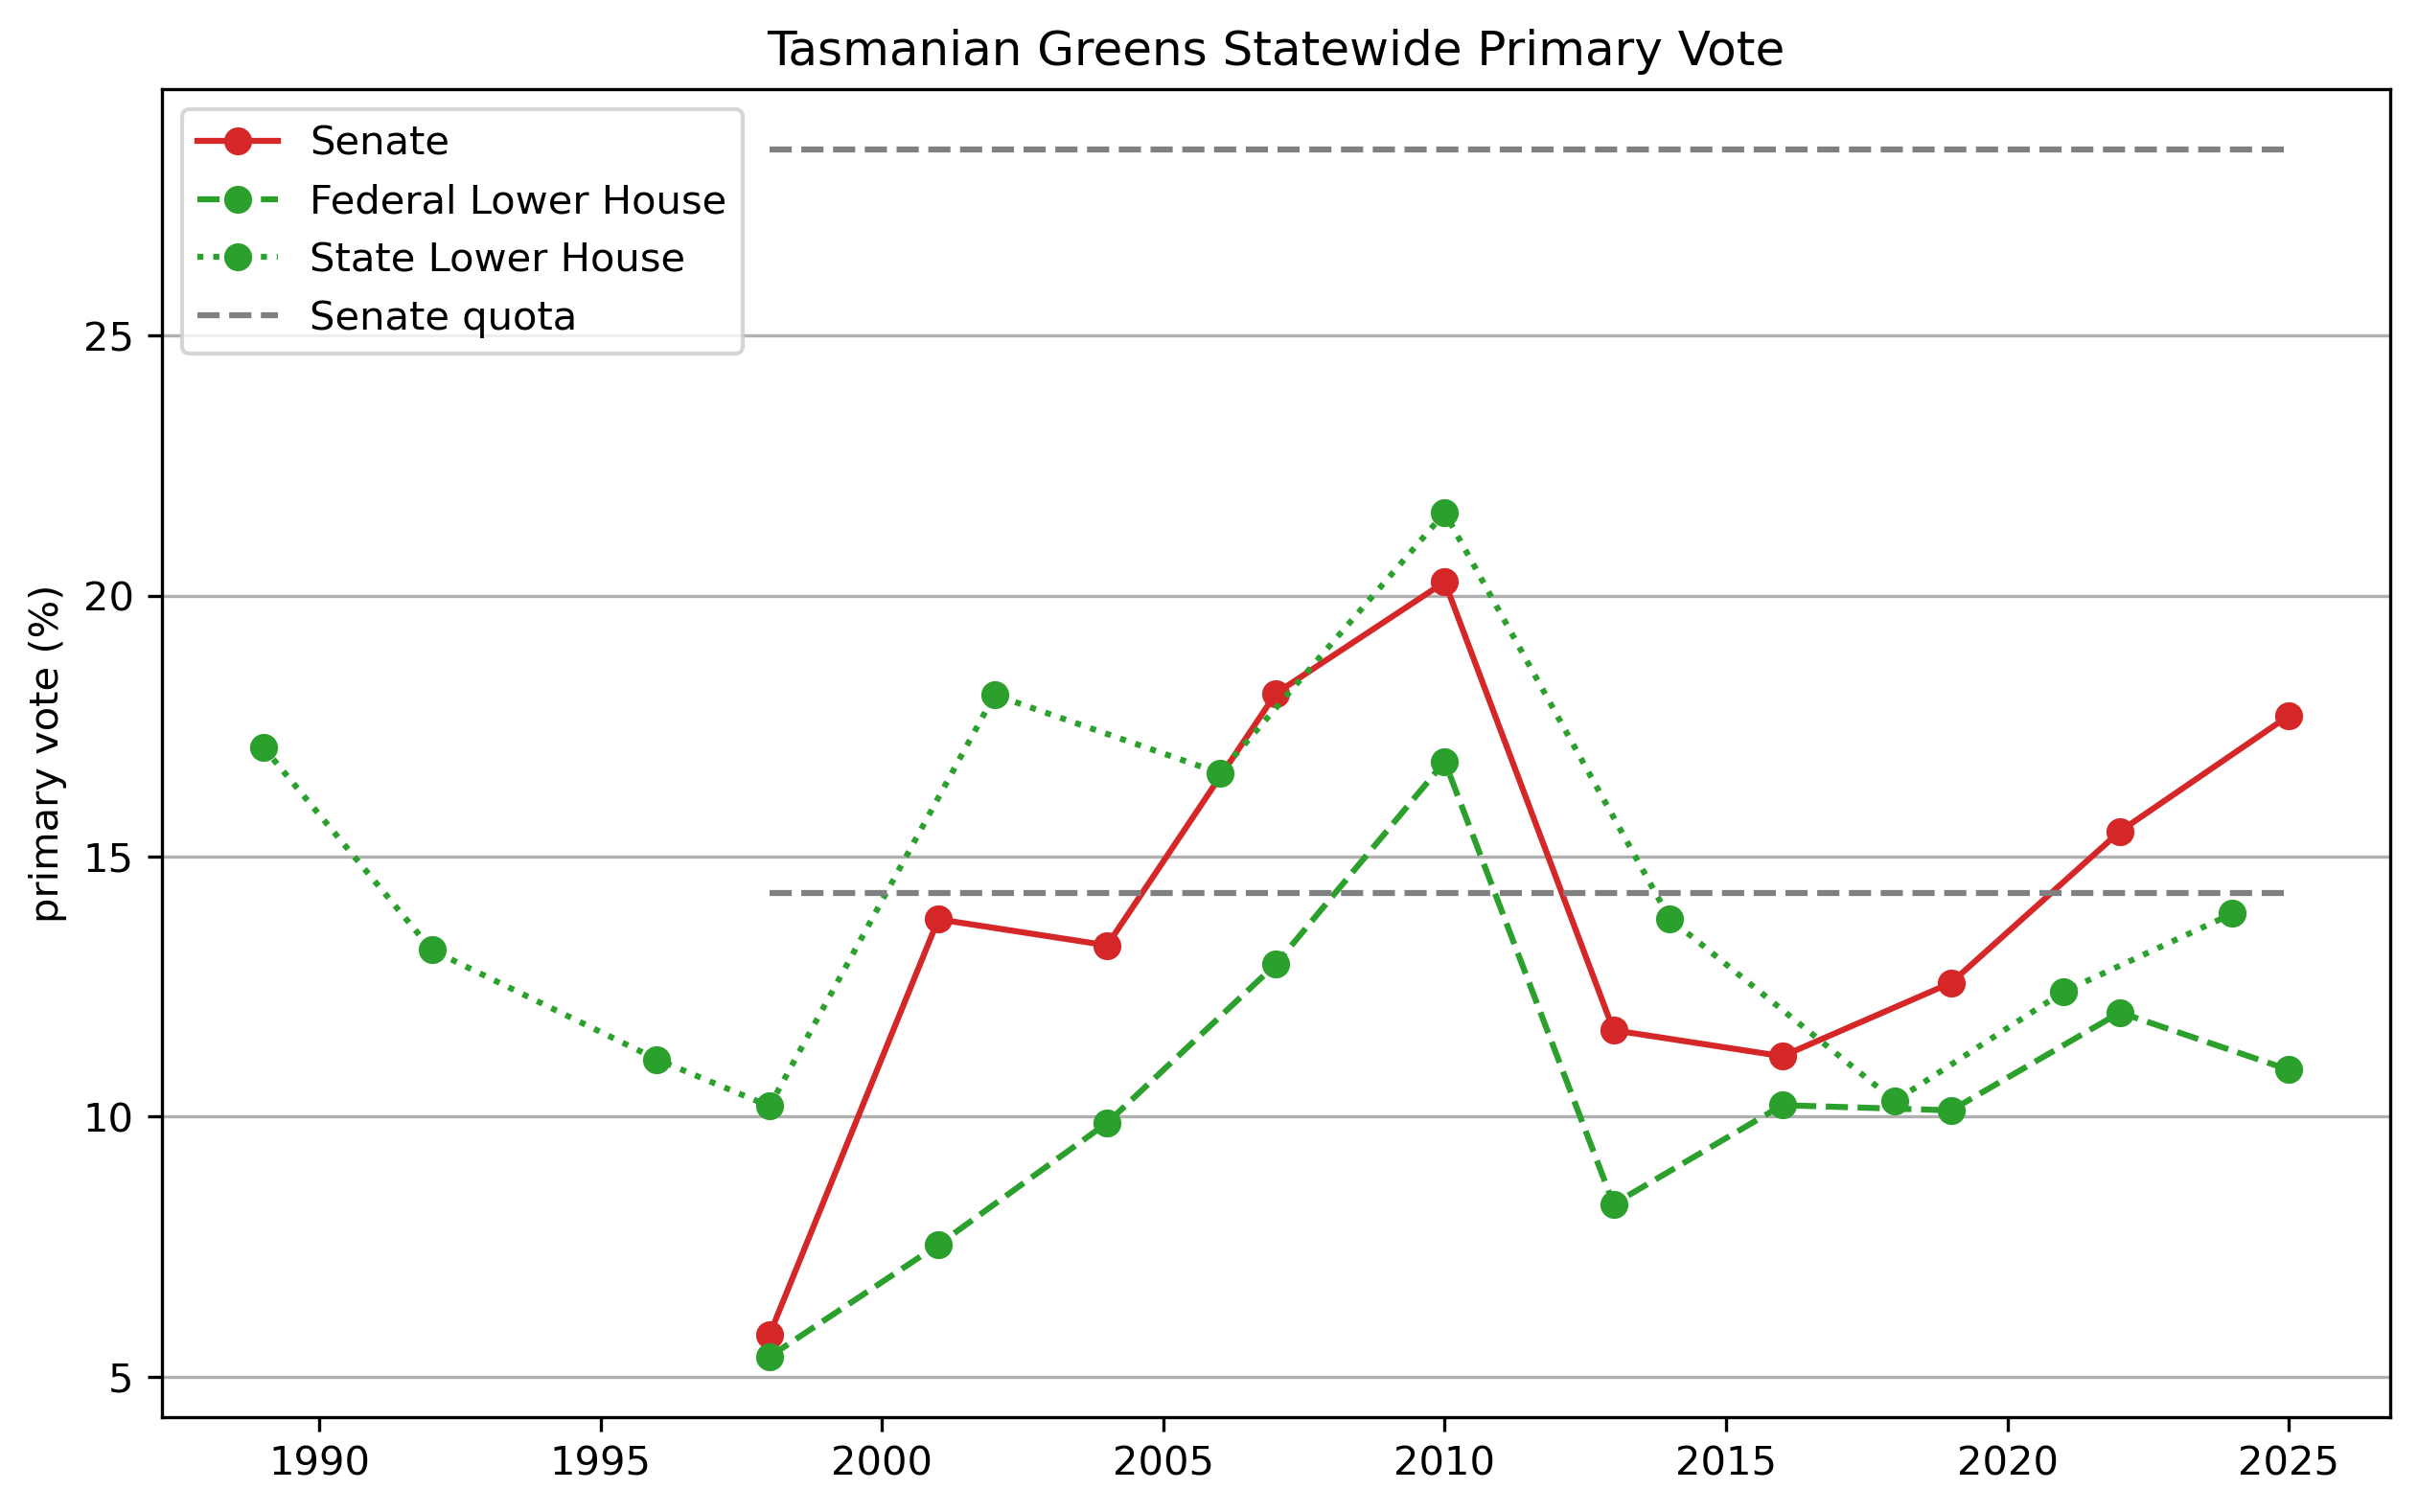 Tasmanian Greens Statewide Primary Vote
Senate
Federal Lower House
State Lower House
Senate quota
primary vote (%)
25
20
15
10
5
1990
1995
2000
2005
2010
2015
2020
2025